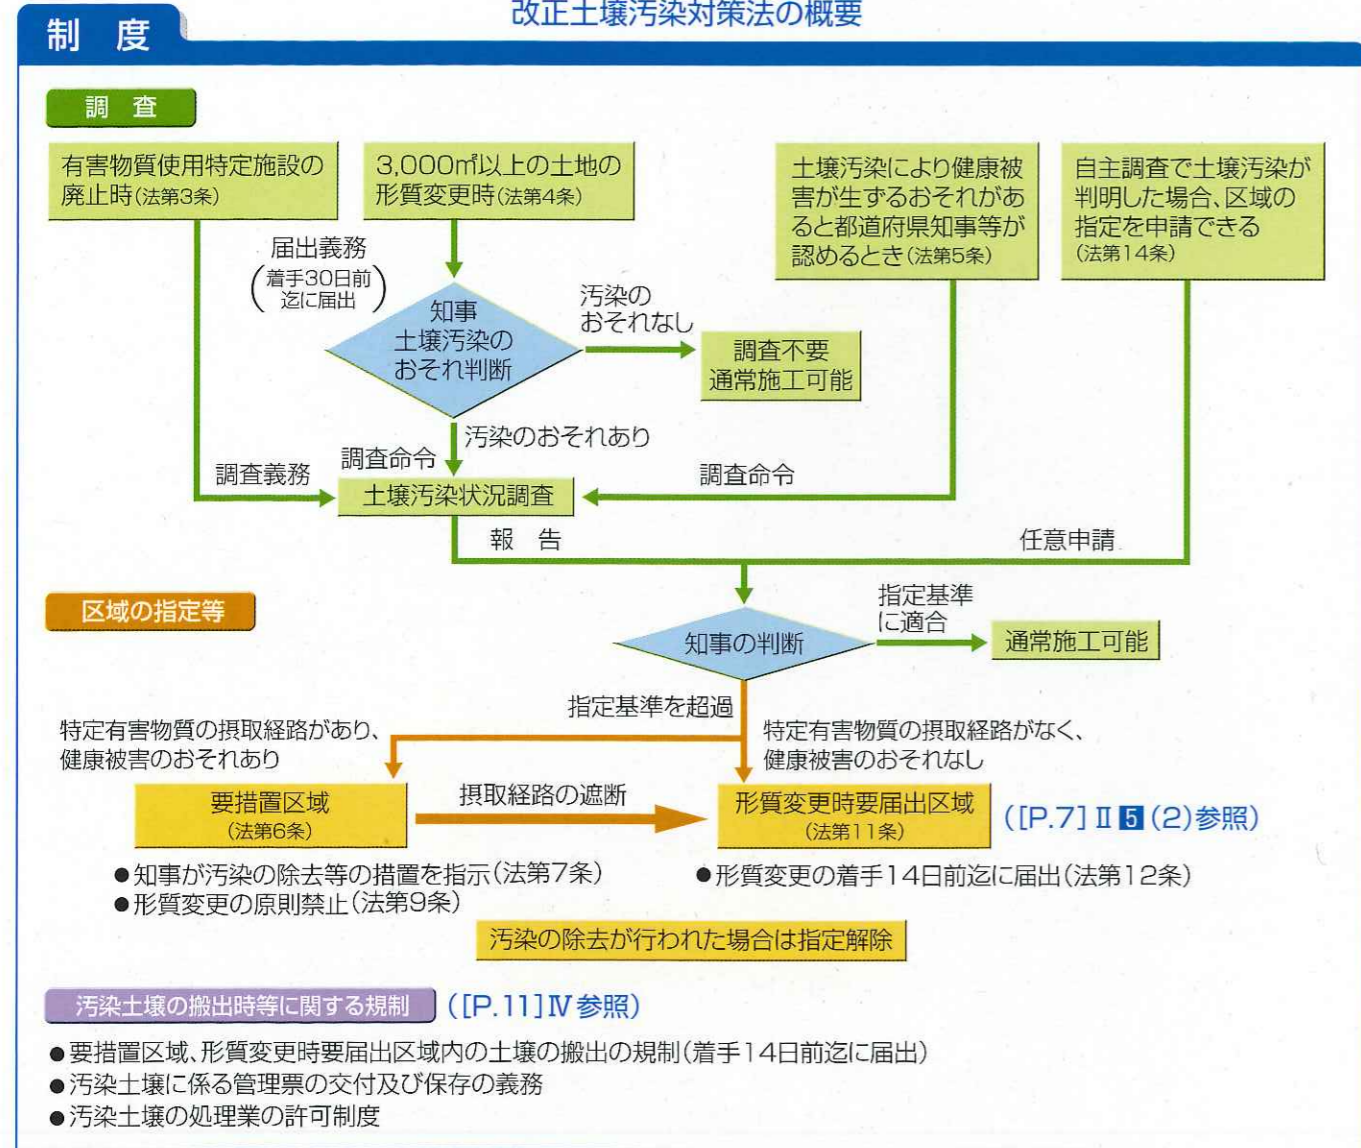 改正土壌汚染対策法の概要
制 度
調 査
有害物質使用特定施設の
廃止時(法第3条)
3,000㎡以上の土地の
形質変更時(法第4条)
土壌汚染により健康被
害が生ずるおそれがあ
ると都道府県知事等が
認めるとき(法第5条)
自主調査で土壌汚染が
判明した場合、区域の
指定を申請できる
(法第14条)
届出義務
(着手30日前
迄に届出)
知事
土壌汚染の
おそれ判断
汚染の
おそれなし
調査不要
通常施工可能
汚染のおそれあり
調査命令
調査義務
調査命令
土壌汚染状況調査
報 告
任意申請
区域の指定等
知事の判断
指定基準
に適合
通常施工可能
指定基準を超過
特定有害物質の摂取経路があり、
健康被害のおそれあり
特定有害物質の摂取経路がなく、
健康被害のおそれなし
要措置区域
(法第6条)
摂取経路の遮断
形質変更時要届出区域
(法第11条)
([P.7]Ⅱ5(2)参照)
●知事が汚染の除去等の措置を指示(法第7条)
●形質変更の原則禁止(法第9条)
●形質変更の着手14日前迄に届出(法第12条)
汚染の除去が行われた場合は指定解除
汚染土壌の搬出時等に関する規制 ([P.11]Ⅳ参照)
●要措置区域、形質変更時要届出区域内の土壌の搬出の規制(着手14日前迄に届出)
●汚染土壌に係る管理票の交付及び保存の義務
●汚染土壌の処理業の許可制度